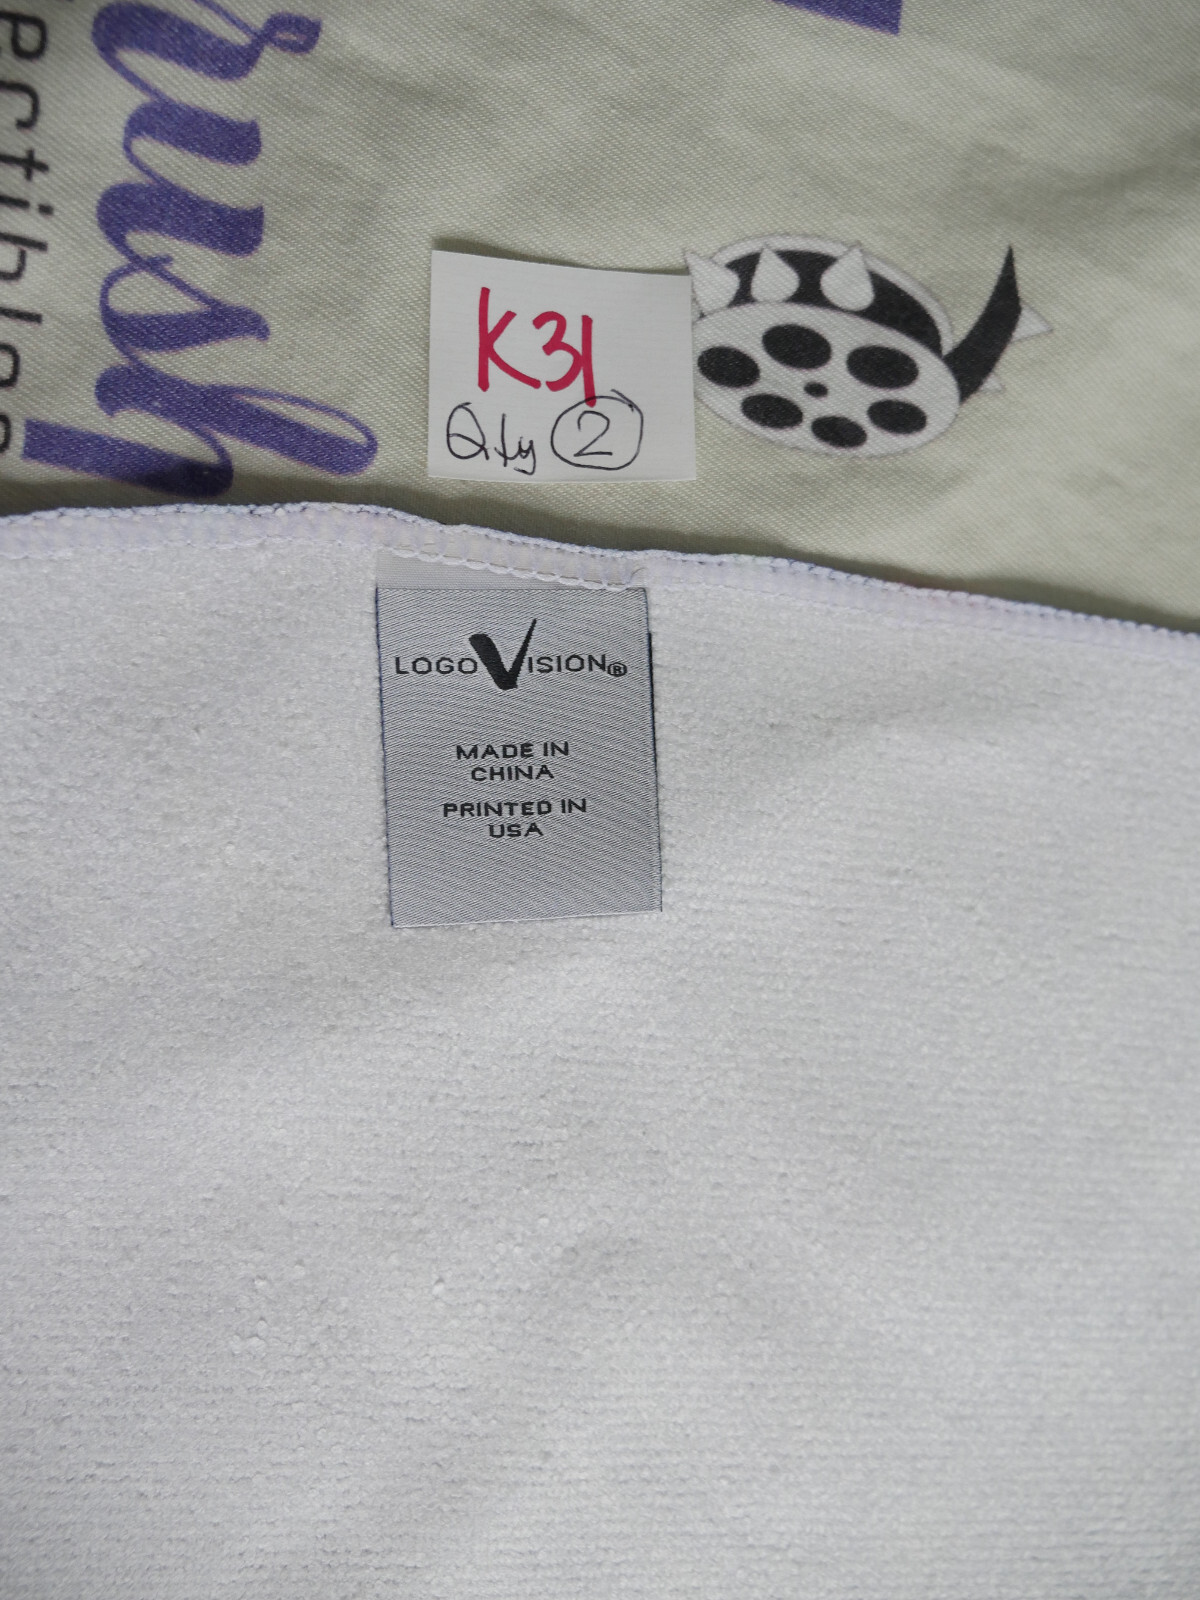 K31
Qty 2
LOGOVISION®
MADE IN
CHINA
PRINTED IN
USA